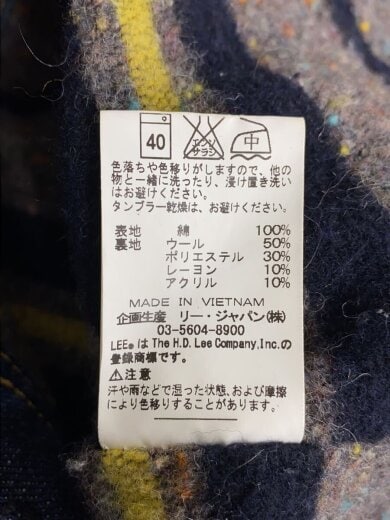 40
エンソ
サラシ
中
色落ちや色移りがしますので、他の
物と一緒に洗ったり、浸け置き洗い
はお避けください。
タンブラー乾燥は、お避けください。
表地 綿 100%
裏地 ウール 50%
ポリエステル 30%
レーヨン 10%
アクリル 10%
MADE IN VIETNAM
企画生産 リー・ジャパン(株)
03-5604-8900
LEE®は The H.D. Lee Company, Inc.の
登録商標です。
⚠注意
汗や雨などで湿った状態、および摩擦
により色移りすることがあります。